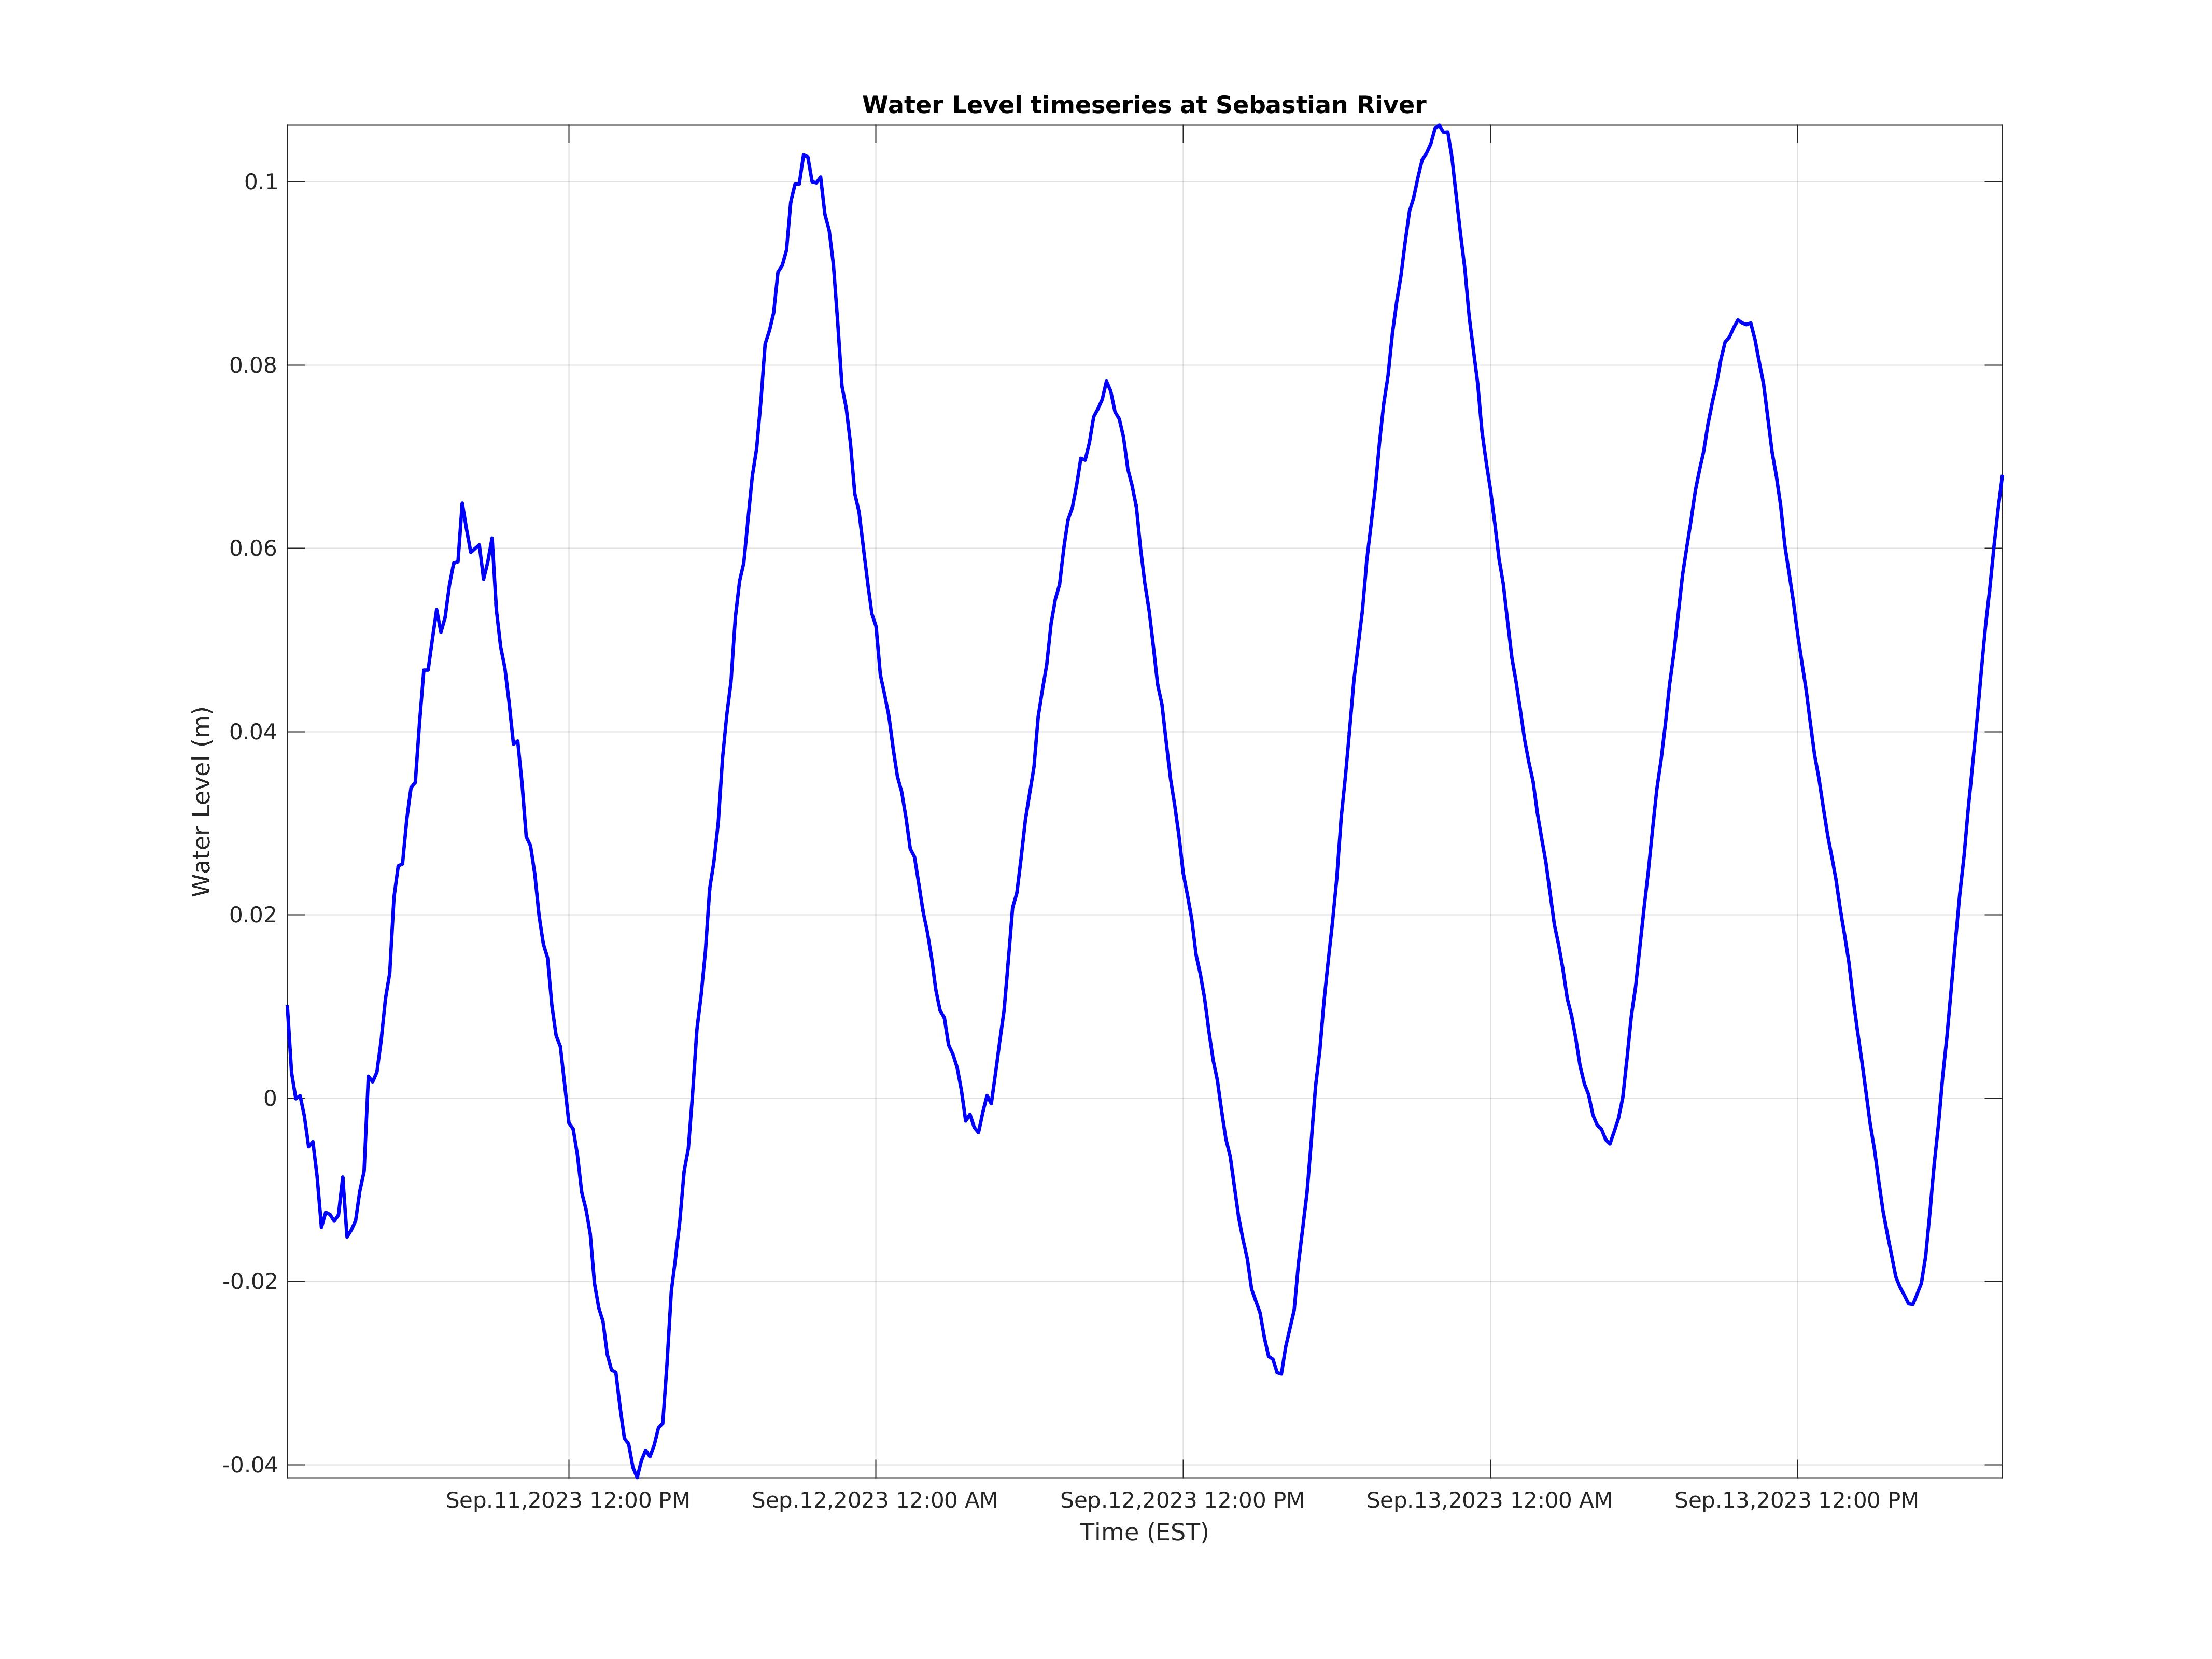 Water Level timeseries at Sebastian River
0.1
0.08
0.06
0.04
0.02
0
-0.02
-0.04
Water Level (m)
Sep.11,2023 12:00 PM
Sep.12,2023 12:00 AM
Sep.12,2023 12:00 PM
Sep.13,2023 12:00 AM
Sep.13,2023 12:00 PM
Time (EST)